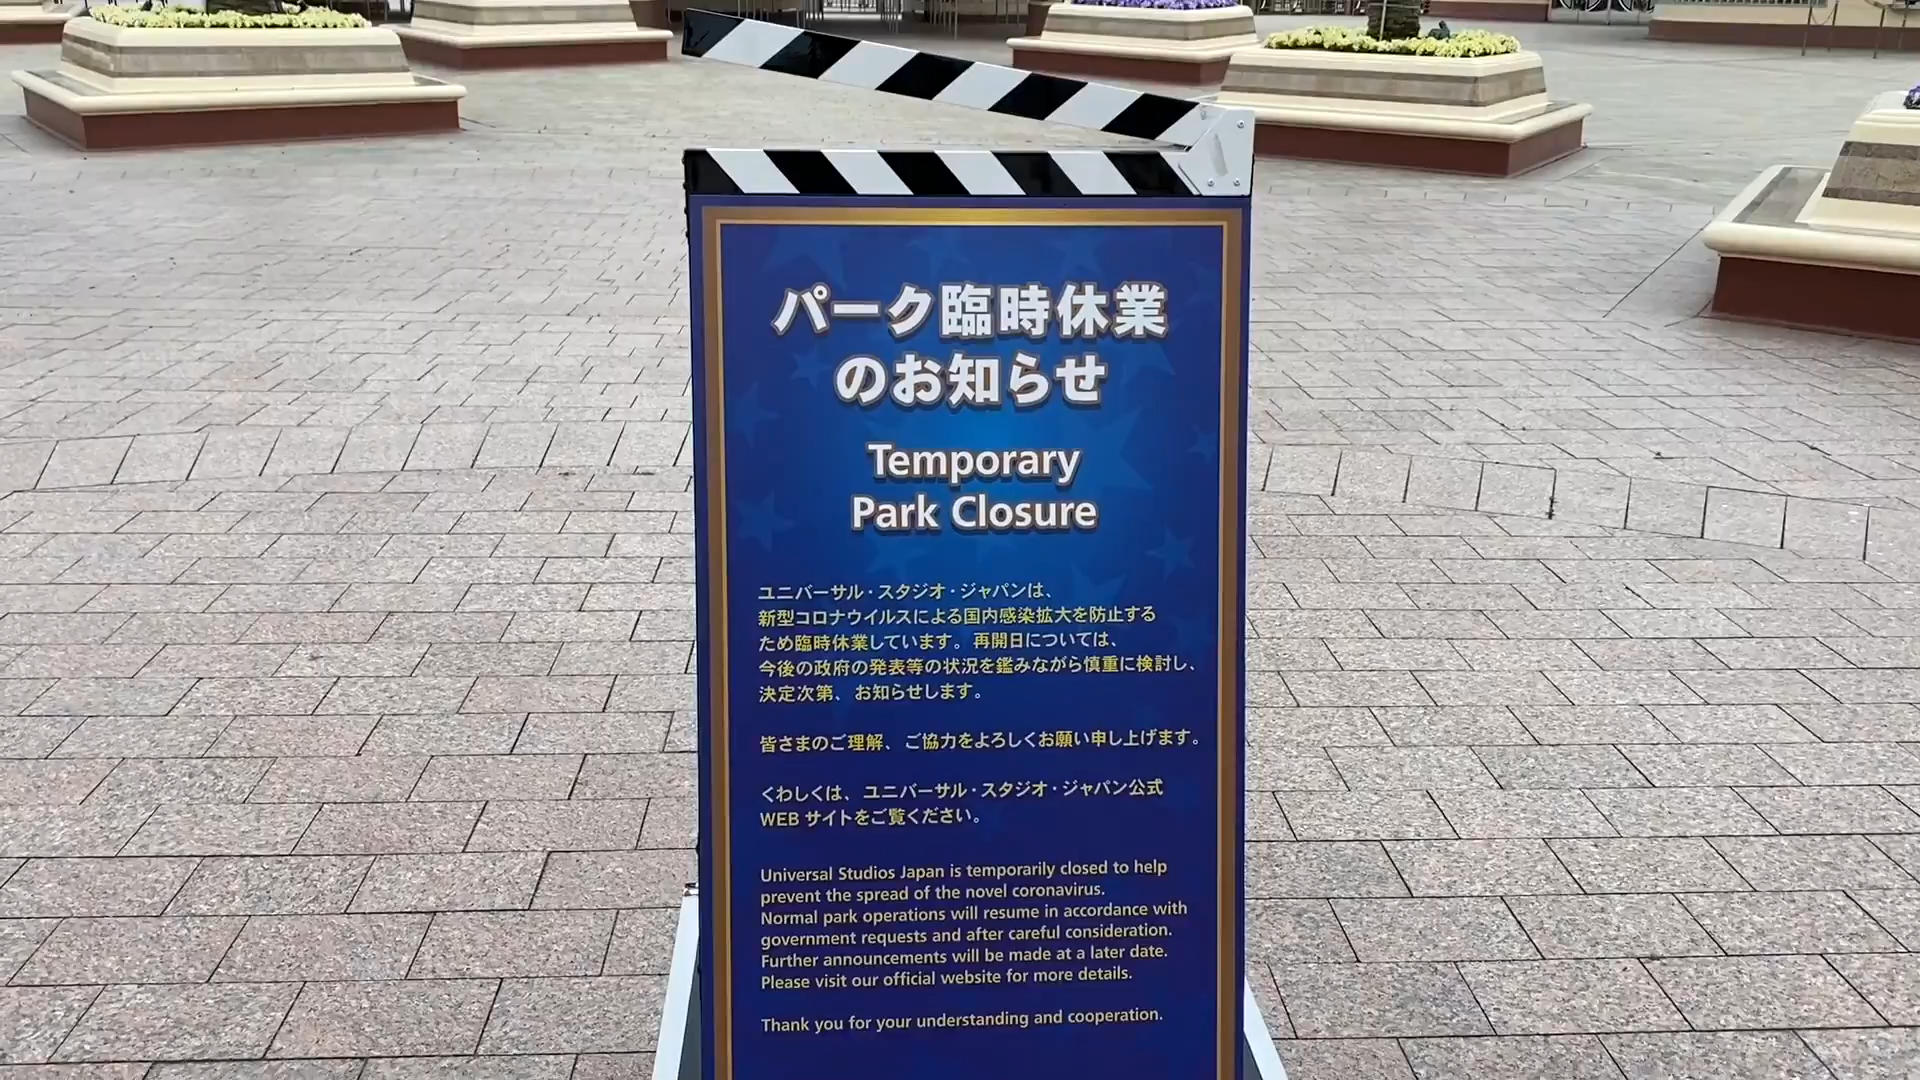 パーク臨時休業
のお知らせ
Temporary
Park Closure
ユニバーサル・スタジオ・ジャパンは、
新型コロナウイルスによる国内感染拡大を防止する
ため臨時休業しています。再開日については、
今後の政府の発表等の状況を鑑みながら慎重に検討し、
決定次第、お知らせします。
皆さまのご理解、ご協力をよろしくお願い申し上げます。
くわしくは、ユニバーサル・スタジオ・ジャパン公式
WEB サイトをご覧ください。
Universal Studios Japan is temporarily closed to help
prevent the spread of the novel coronavirus.
Normal park operations will resume in accordance with
government requests and after careful consideration.
Further announcements will be made at a later date.
Please visit our official website for more details.
Thank you for your understanding and cooperation.